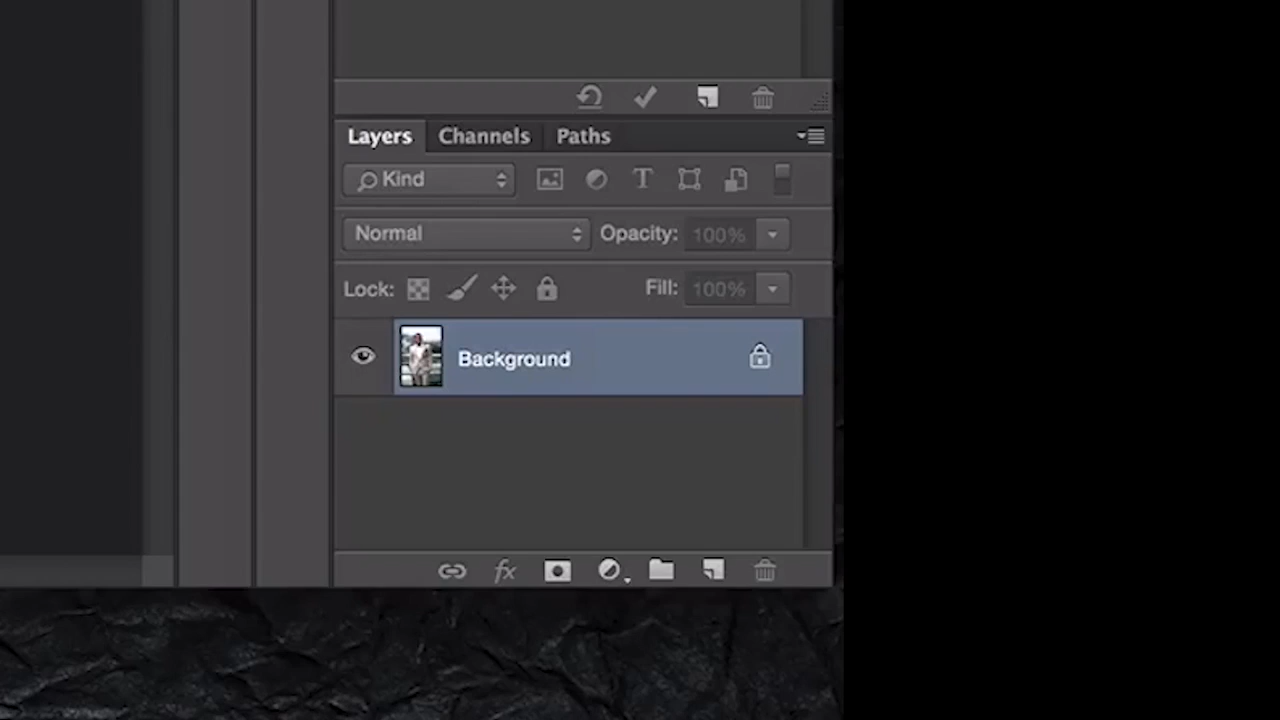 Layers Channels Paths
Kind
Normal Opacity: 100%
Lock: Fill: 100%
Background